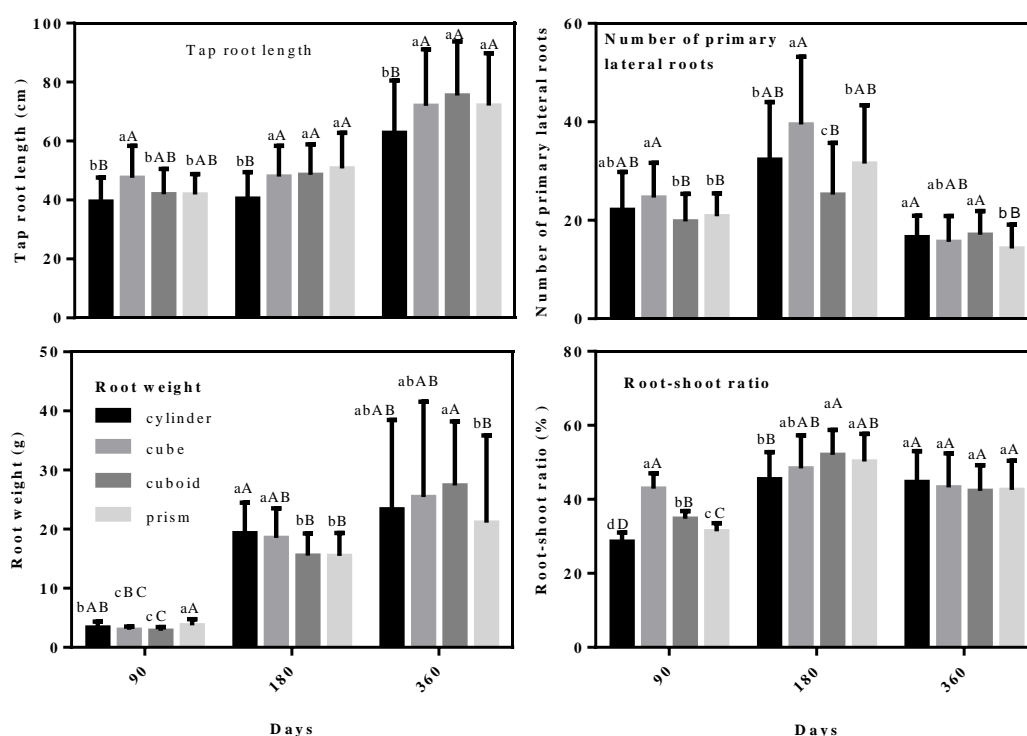 Tap root length
Tap root length (cm)
100
80
60
40
20
0
bB
aA
bAB
bAB
bB
aA
aA
aA
bB
aA
aA
aA
Number of primary
lateral roots
Number of primary lateral roots
60
40
20
0
abAB
aA
bB
bB
bAB
aA
cB
bAB
aA
abAB
aA
bB
Root weight
cylinder
cube
cuboid
prism
Root weight (g)
50
40
30
20
10
0
bAB
cBC
cC
aA
aA
aAB
bB
bB
abAB
abAB
aA
bB
90
180
360
Days
Root-shoot ratio
Root-shoot ratio (%)
80
60
40
20
0
dD
aA
bB
cC
bB
abAB
aA
aAB
aA
aA
aA
aA
90
180
360
Days